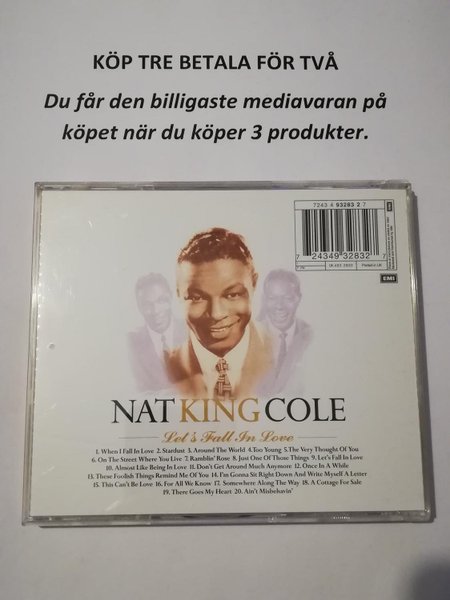 KÖP TRE BETALA FÖR TVÅ
Du får den billigaste mediavaran på
köpet när du köper 3 produkter.
7243 4 93283 2 7
7 24349 32832 7
EMI
NAT KING COLE
Let's Fall In Love
1. When I Fall In Love 2. Stardust 3. Around The World 4. Too Young 5. The Very Thought Of You
6. On The Street Where You Live 7. Ramblin' Rose 8. Just One Of Those Things 9. Let's Fall In Love
10. Almost Like Being In Love 11. Don't Get Around Much Anymore 12. Once In A While
13. These Foolish Things Remind Me Of You 14. I'm Gonna Sit Right Down And Write Myself A Letter
15. This Can't Be Love 16. For All We Know 17. Somewhere Along The Way 18. A Cottage For Sale
19. There Goes My Heart 20. Ain't Misbehavin'